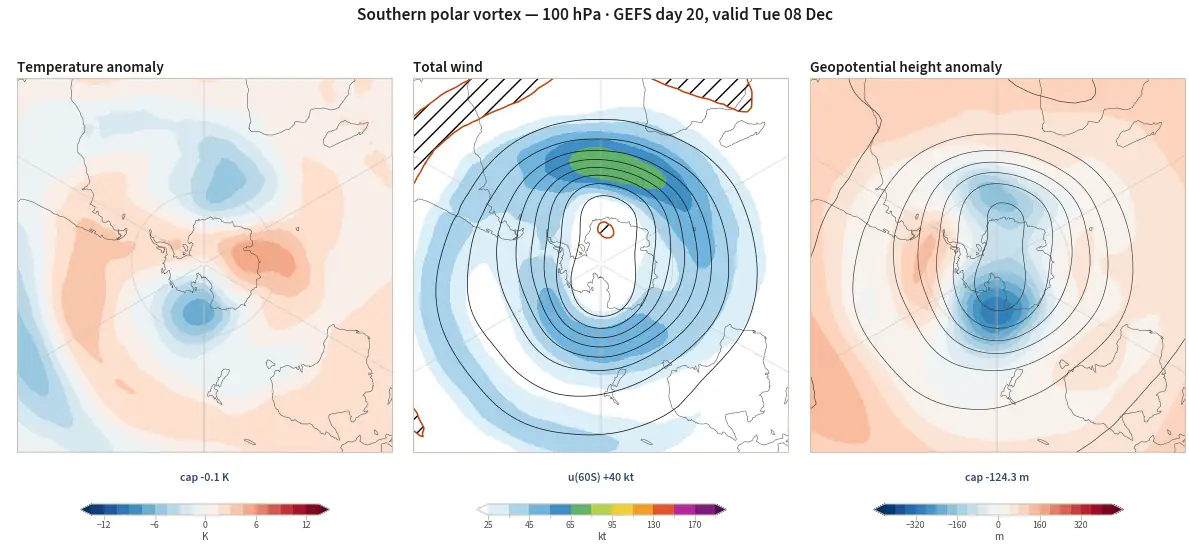 Southern polar vortex — 100 hPa · GEFS day 20, valid Tue 08 Dec
Temperature anomaly
Total wind
Geopotential height anomaly
cap -0.1 K
u(60S) +40 kt
cap -124.3 m
−12 −6 0 6 12
K
25 45 65 95 130 170
kt
−320 −160 0 160 320
m